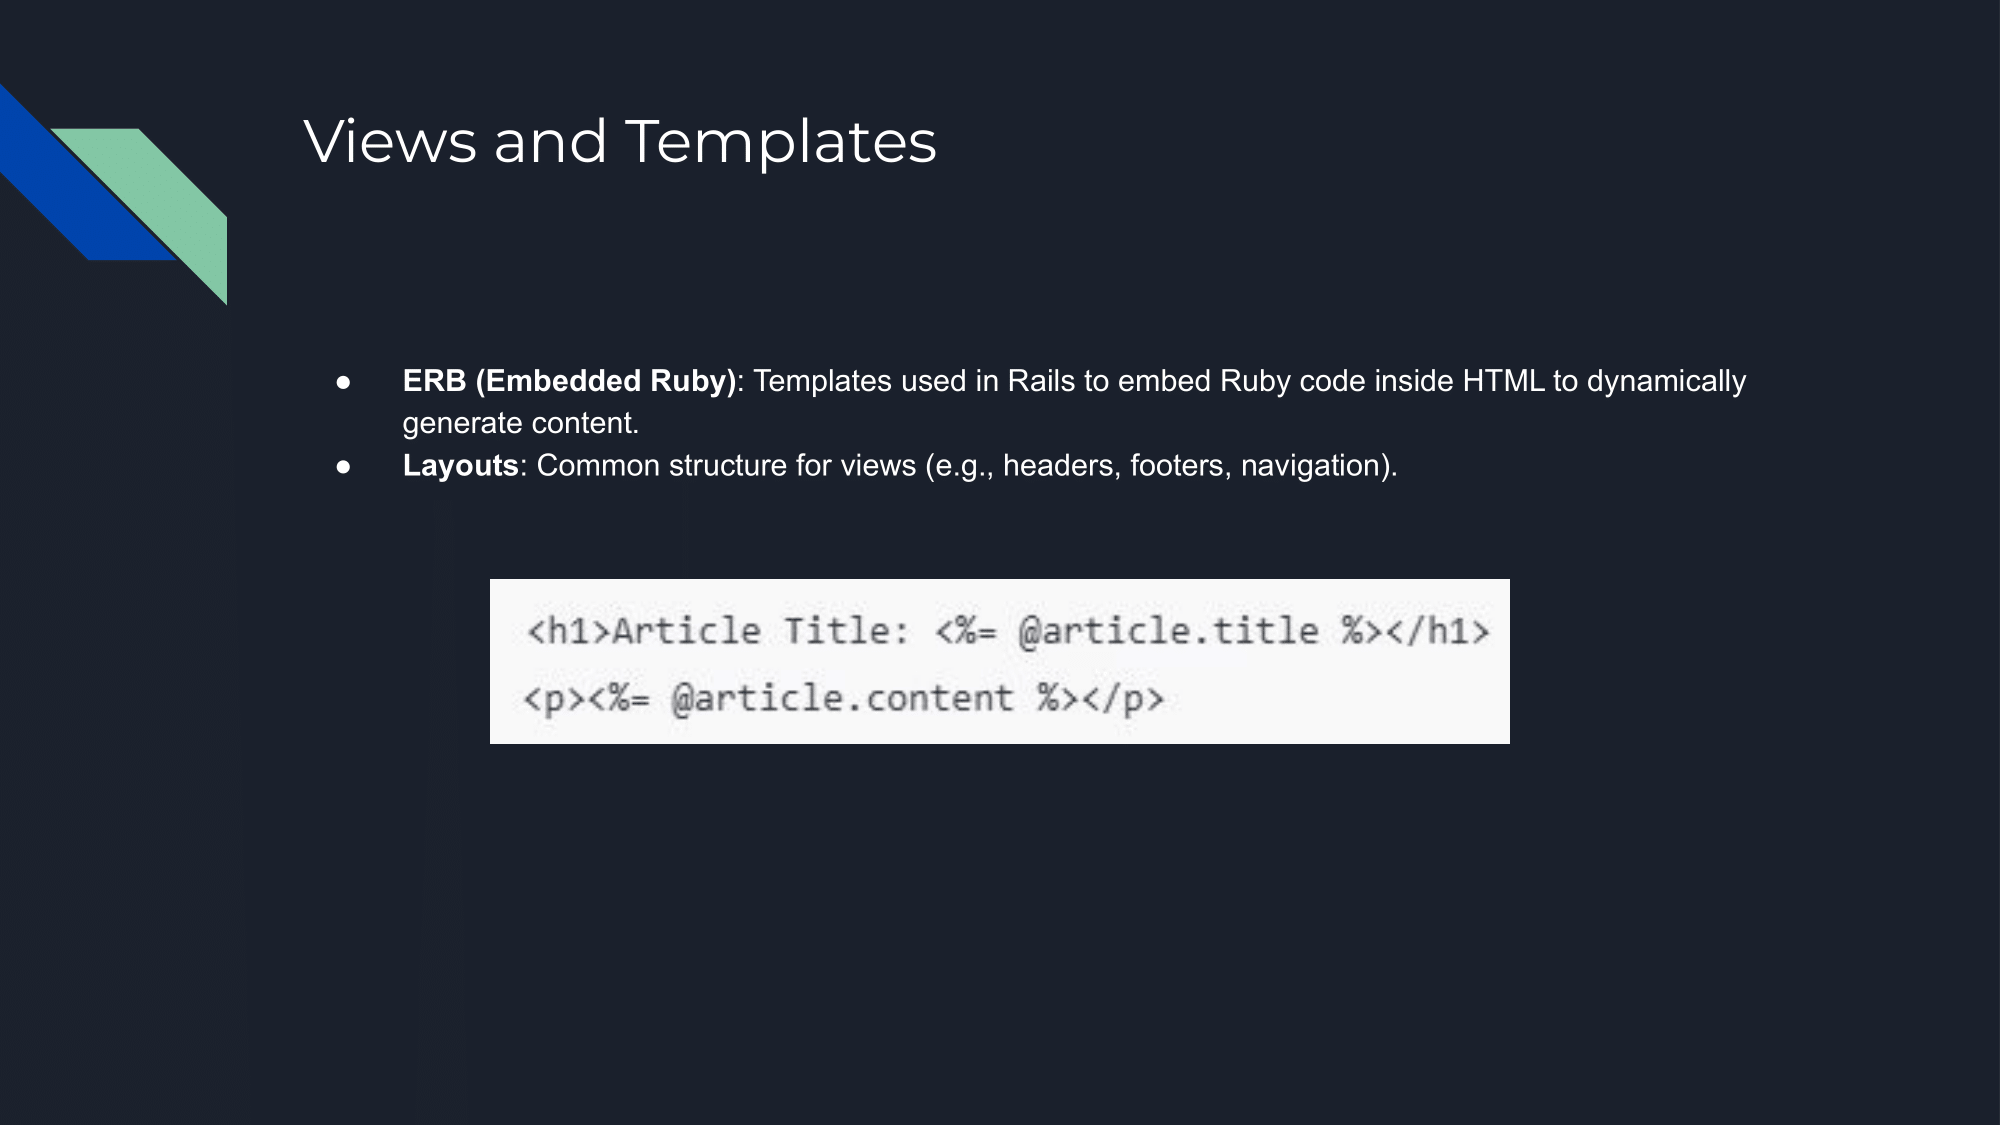 Views and Templates
● ERB (Embedded Ruby): Templates used in Rails to embed Ruby code inside HTML to dynamically
generate content.
● Layouts: Common structure for views (e.g., headers, footers, navigation).
<h1>Article Title: <%= @article.title %></h1>
<p><%= @article.content %></p>